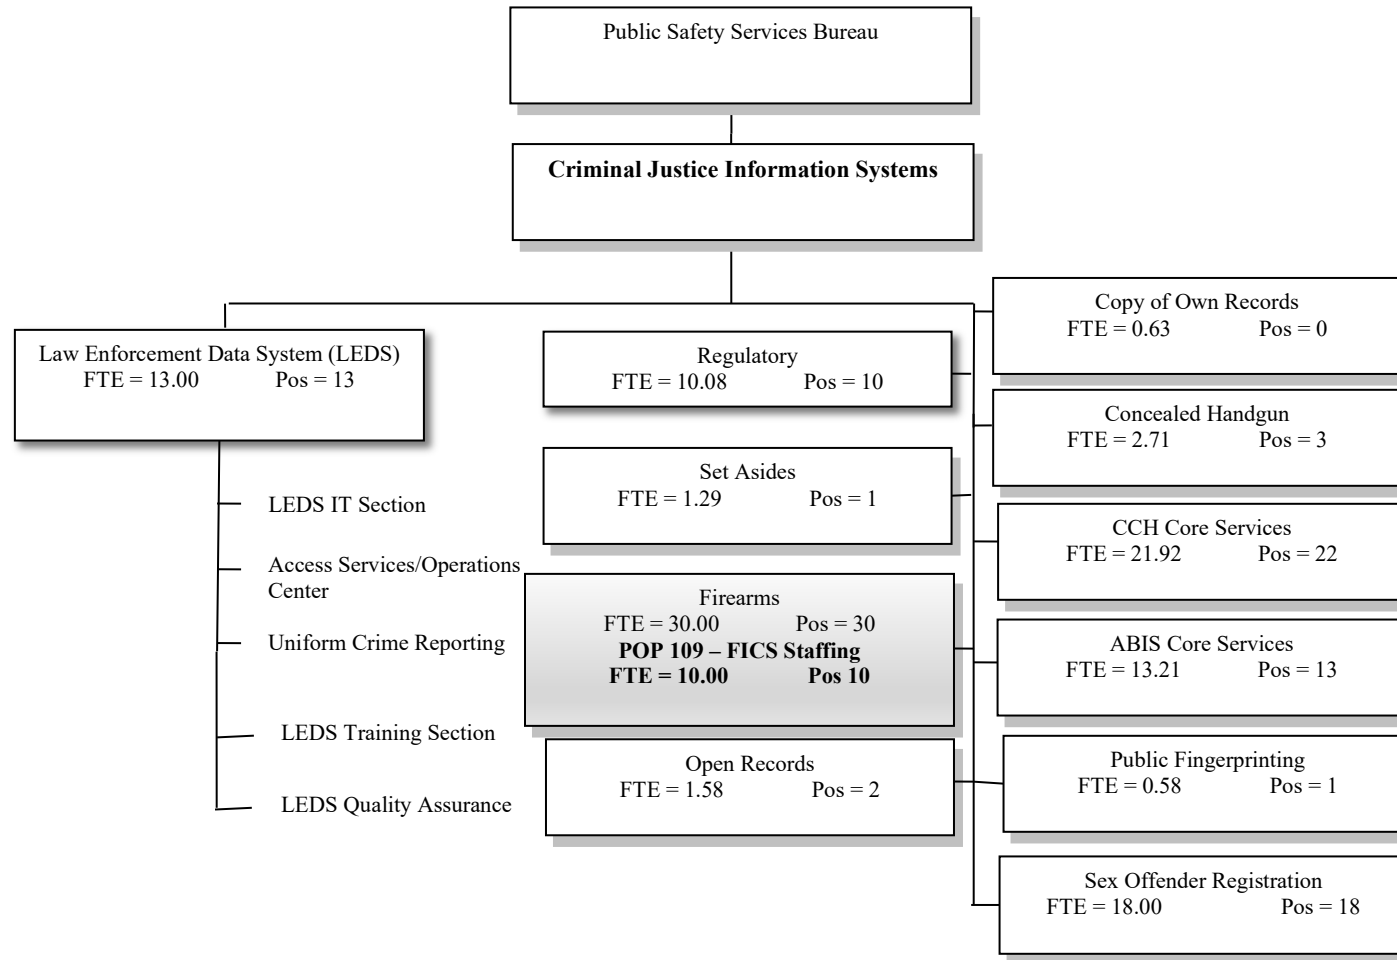 Public Safety Services Bureau
Criminal Justice Information Systems
Law Enforcement Data System (LEDS)
FTE = 13.00 Pos = 13
LEDS IT Section
Access Services/Operations
Center
Uniform Crime Reporting
LEDS Training Section
LEDS Quality Assurance
Regulatory
FTE = 10.08 Pos = 10
Set Asides
FTE = 1.29 Pos = 1
Firearms
FTE = 30.00 Pos = 30
POP 109 – FICS Staffing
FTE = 10.00 Pos 10
Open Records
FTE = 1.58 Pos = 2
Copy of Own Records
FTE = 0.63 Pos = 0
Concealed Handgun
FTE = 2.71 Pos = 3
CCH Core Services
FTE = 21.92 Pos = 22
ABIS Core Services
FTE = 13.21 Pos = 13
Public Fingerprinting
FTE = 0.58 Pos = 1
Sex Offender Registration
FTE = 18.00 Pos = 18